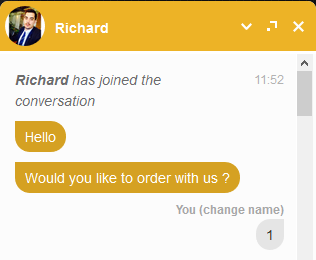 Richard
Richard has joined the 11:52
conversation
Hello
Would you like to order with us ?
You (change name)
1